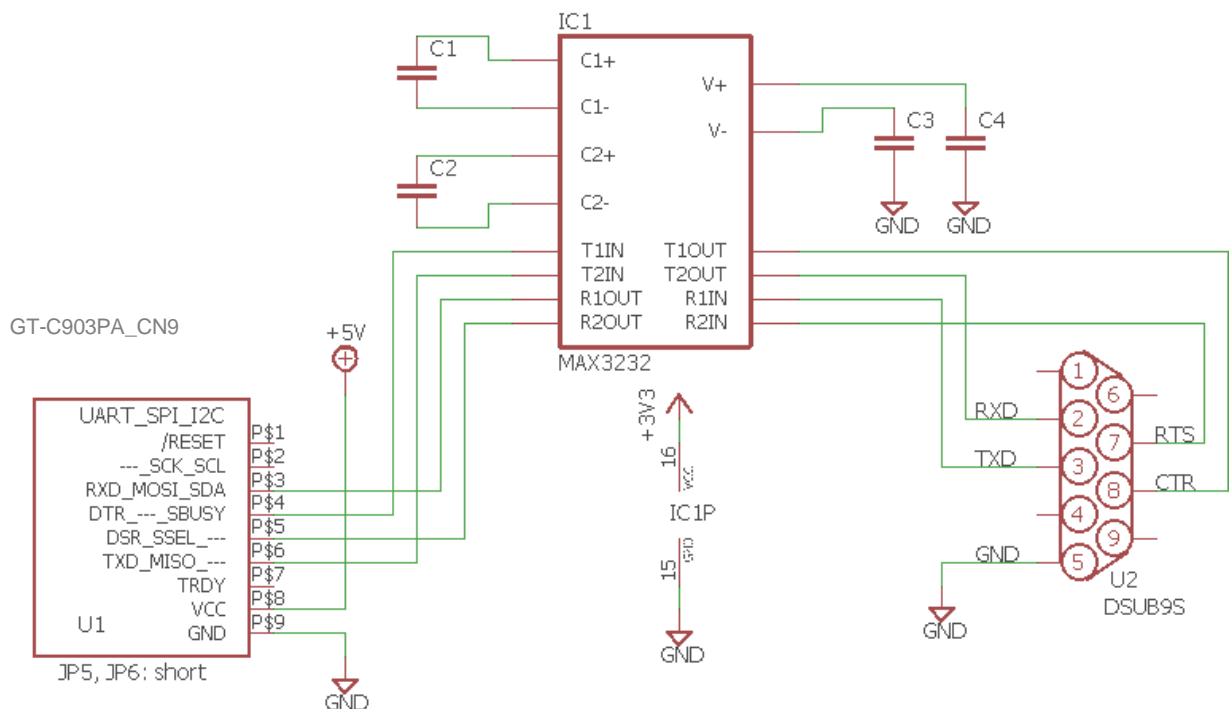 IC1
C1
C1+
V+
C1-
V-
C3
C4
C2
C2+
C2-
GND
GND
T1IN
T1OUT
T2IN
T2OUT
R1OUT
R1IN
R2OUT
R2IN
MAX3232
GT-C903PA_CN9
+5V
UART_SPI_I2C
/RESET
P$1
---_SCK_SCL
P$2
RXD_MOSI_SDA
P$3
DTR_---_SBUSY
P$4
DSR_SSEL_---
P$5
TXD_MISO_---
P$6
TRDY
P$7
VCC
P$8
GND
P$9
U1
JP5, JP6: short
GND
+3V3
16
VCC
IC1P
15
GND
GND
1
6
RXD
2
7
RTS
TXD
3
8
CTR
4
9
GND
5
U2
DSUB9S
GND